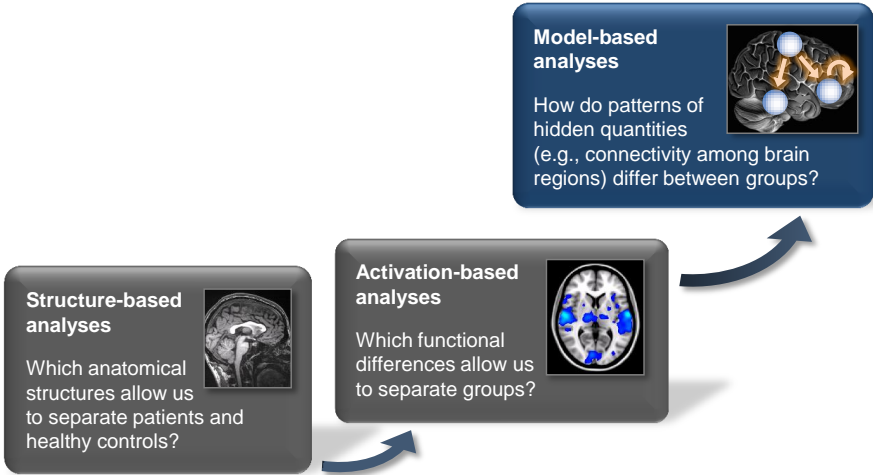 Model-based
analyses
How do patterns of
hidden quantities
(e.g., connectivity among brain
regions) differ between groups?
Activation-based
analyses
Which functional
differences allow us
to separate groups?
Structure-based
analyses
Which anatomical
structures allow us
to separate patients and
healthy controls?